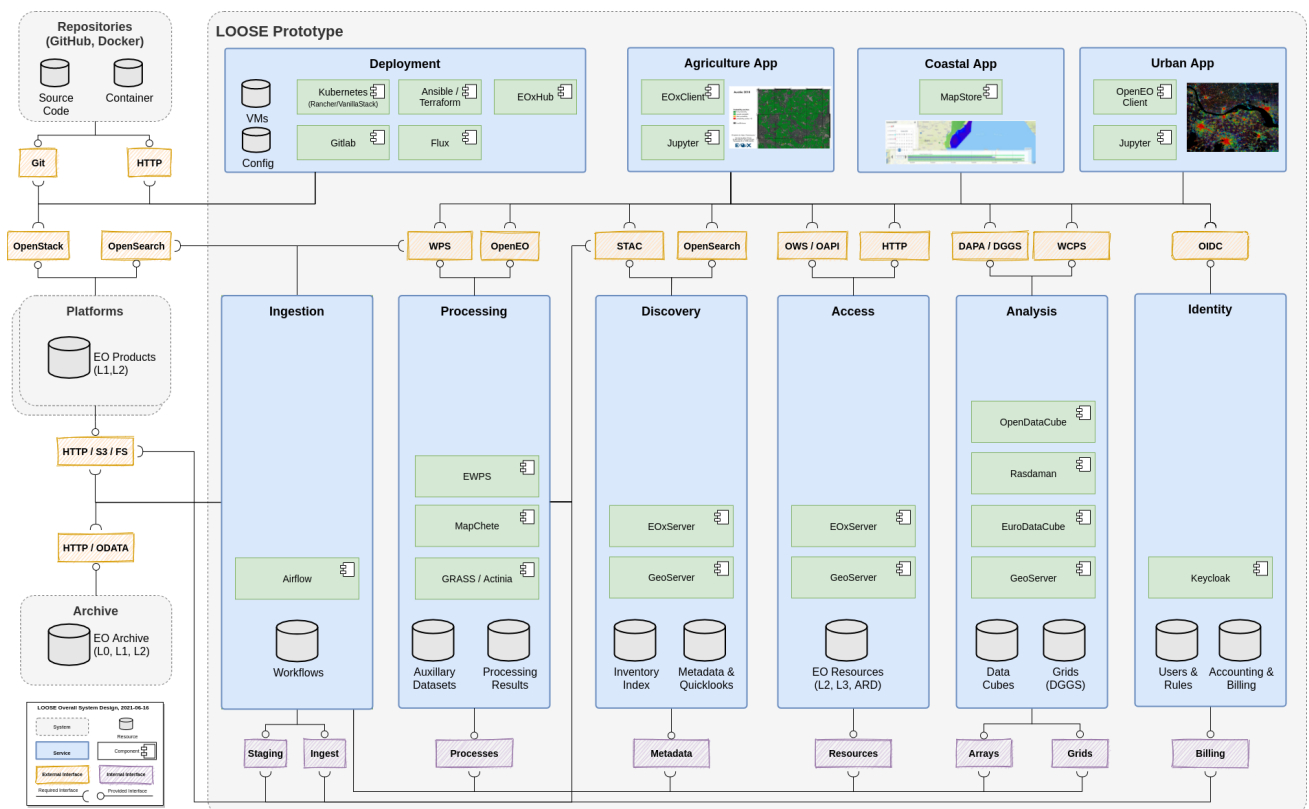 Repositories
(GitHub, Docker)
Source
Code
Container
Git
HTTP
LOOSE Prototype
Deployment
VMs
Config
Kubernetes
(Rancher/VanillaStack)
Ansible /
Terraform
EOxHub
Gitlab
Flux
Agriculture App
EOxClient
Jupyter
Coastal App
MapStore
Urban App
OpenEO
Client
Jupyter
OpenStack
OpenSearch
WPS
OpenEO
STAC
OpenSearch
OWS / OAPI
HTTP
DAPA / DGGS
WCPS
OIDC
Platforms
EO Products
(L1,L2)
HTTP / S3 / FS
HTTP / ODATA
Archive
EO Archive
(L0, L1, L2)
Ingestion
Airflow
Workflows
Processing
EWPS
MapChete
GRASS / Actinia
Auxillary
Datasets
Processing
Results
Discovery
EOxServer
GeoServer
Inventory
Index
Metadata &
Quicklooks
Access
EOxServer
GeoServer
EO Resources
(L2, L3, ARD)
Analysis
OpenDataCube
Rasdaman
EuroDataCube
GeoServer
Data
Cubes
Grids
(DGGS)
Identity
Keycloak
Users &
Rules
Accounting &
Billing
Staging
Ingest
Processes
Metadata
Resources
Arrays
Grids
Billing
LOOSE Overall System Design, 2021-06-16
System
Resource
Service
Component
External Interface
Internal Interface
Required Interface
Provided Interface